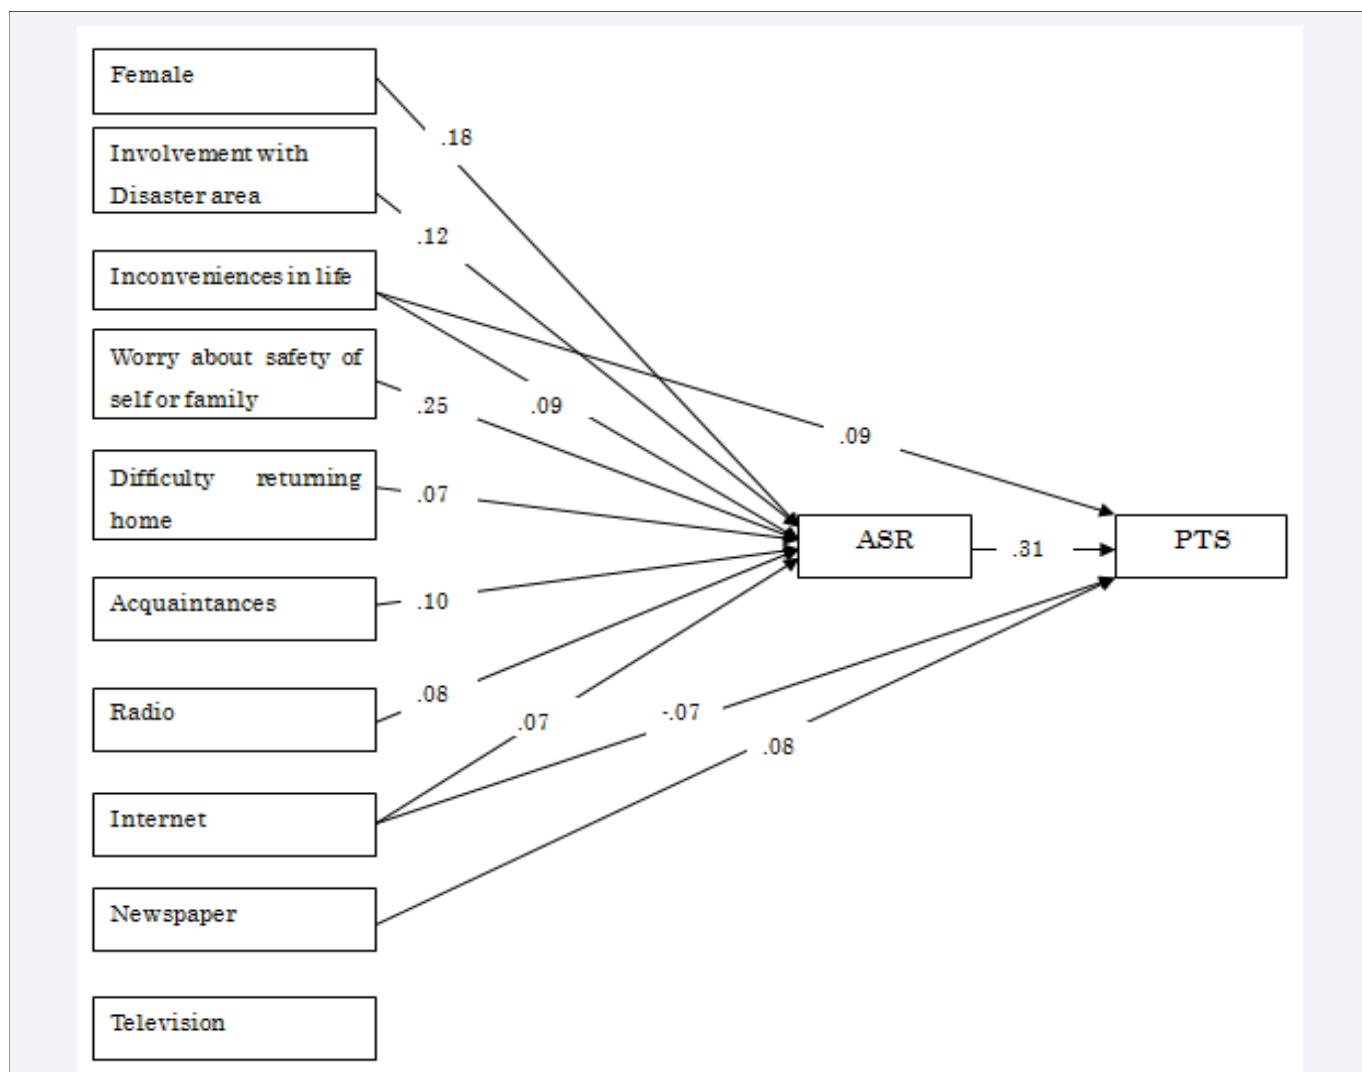 Female
.18
Involvement with
Disaster area
.12
Inconveniences in life
Worry about safety of
self or family
.25
.09
.09
Difficulty returning
home
.07
ASR
.31
PTS
Acquaintances
.10
Radio
.08
.07
-.07
.08
Internet
Newspaper
Television